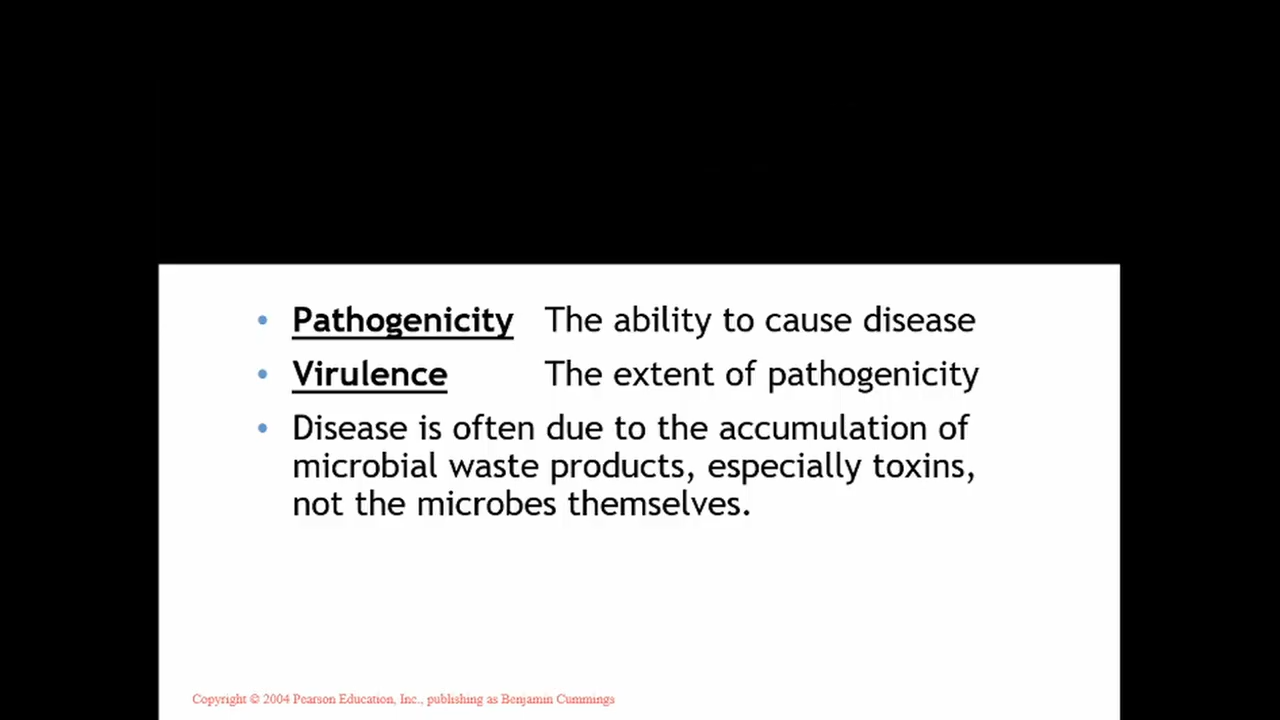 • Pathogenicity The ability to cause disease
• Virulence The extent of pathogenicity
• Disease is often due to the accumulation of
microbial waste products, especially toxins,
not the microbes themselves.
Copyright © 2004 Pearson Education, Inc., publishing as Benjamin Cummings